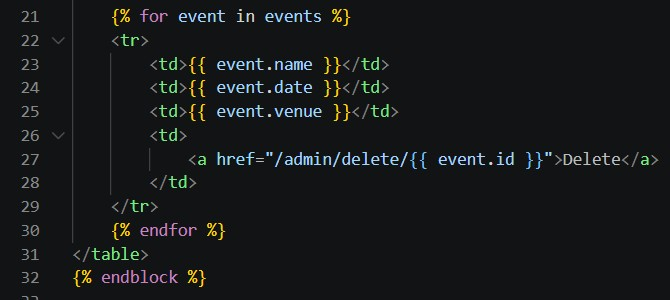 21 {% for event in events %}
22 <tr>
23 <td>{{ event.name }}</td>
24 <td>{{ event.date }}</td>
25 <td>{{ event.venue }}</td>
26 <td>
27 <a href="/admin/delete/{{ event.id }}">Delete</a>
28 </td>
29 </tr>
30 {% endfor %}
31 </table>
32 {% endblock %}